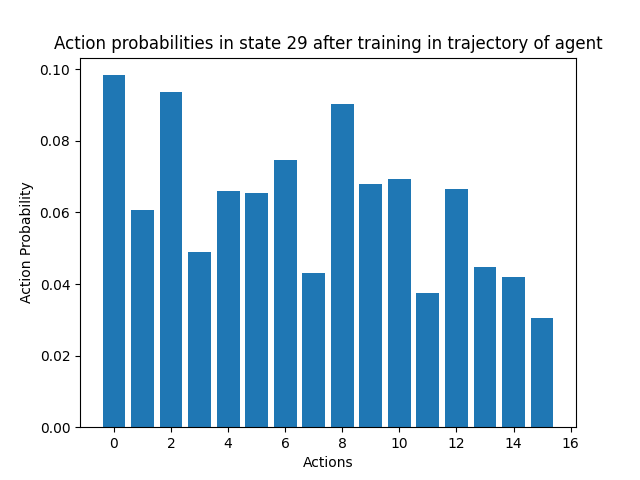 Action probabilities in state 29 after training in trajectory of agent
0.10
0.08
0.06
0.04
0.02
0.00
Action Probability
0 2 4 6 8 10 12 14 16
Actions